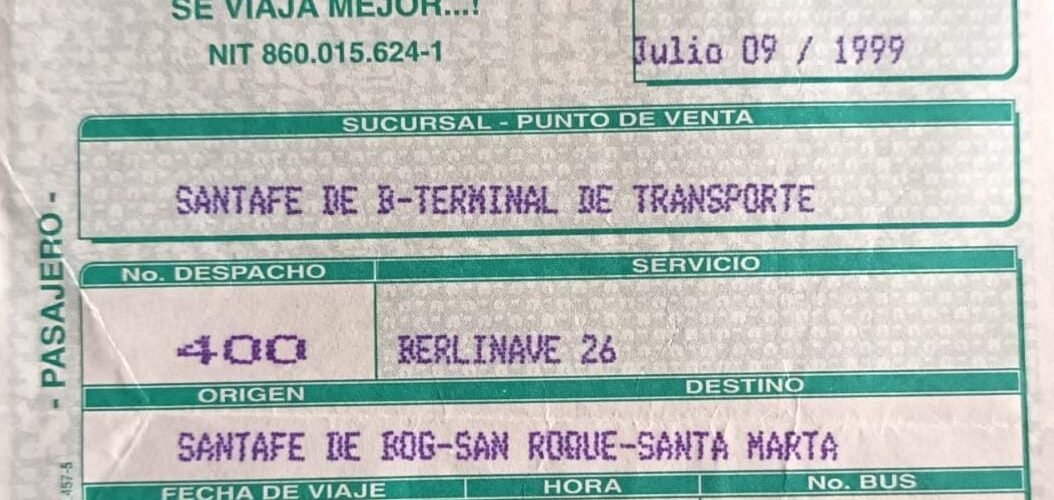 SE VIAJA MEJOR...!
NIT 860.015.624-1
Julio 09 / 1999
SUCURSAL - PUNTO DE VENTA
SANTAFE DE B-TERMINAL DE TRANSPORTE
No. DESPACHO SERVICIO
400 BERLINAVE 26
ORIGEN DESTINO
SANTAFE DE BOG-SAN ROQUE-SANTA MARTA
FECHA DE VIAJE HORA No. BUS
- PASAJERO -
457-5